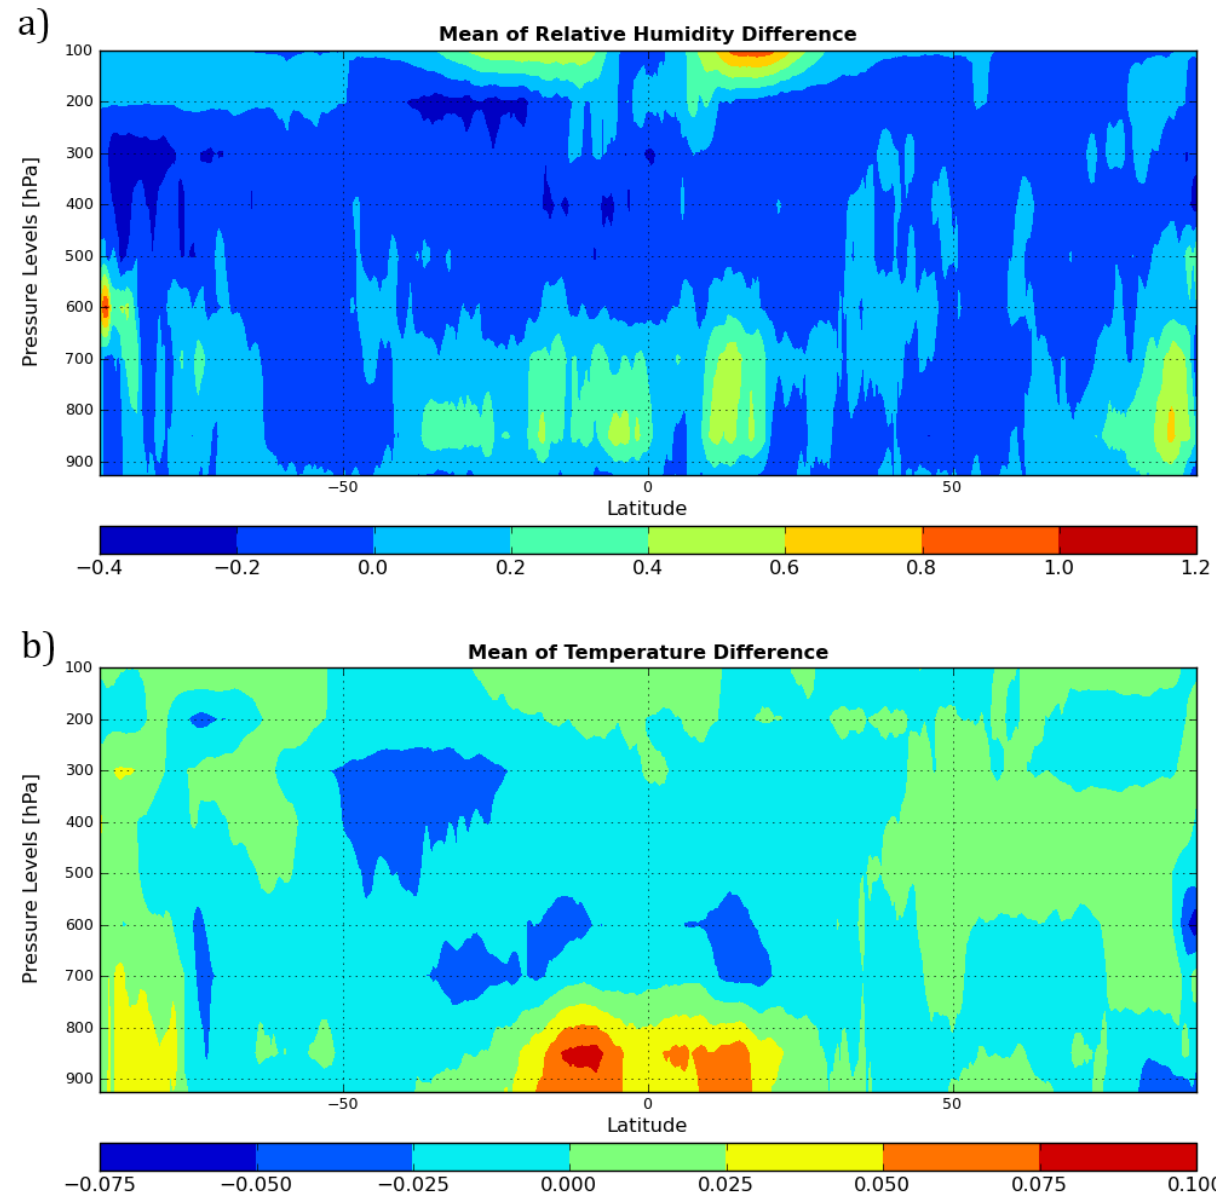 a)
Mean of Relative Humidity Difference
100
200
300
400
500
600
700
800
900
Pressure Levels [hPa]
−50 0 50
Latitude
−0.4 −0.2 0.0 0.2 0.4 0.6 0.8 1.0 1.2
b)
Mean of Temperature Difference
100
200
300
400
500
600
700
800
900
Pressure Levels [hPa]
−50 0 50
Latitude
−0.075 −0.050 −0.025 0.000 0.025 0.050 0.075 0.100